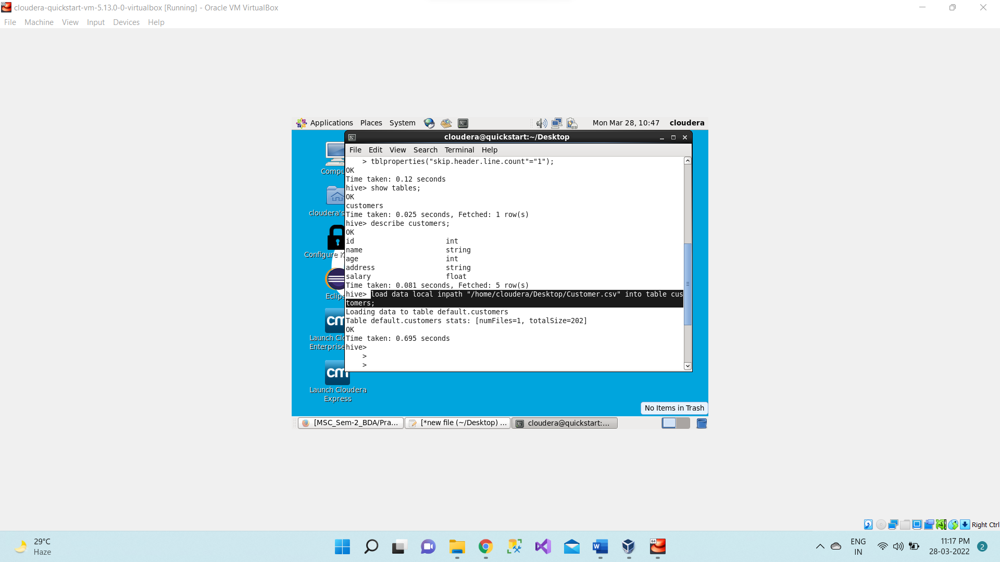 cloudera-quickstart-vm-5.13.0-0-virtualbox [Running] - Oracle VM VirtualBox
File Machine View Input Devices Help
Applications Places System Mon Mar 28, 10:47 cloudera
cloudera@quickstart:~/Desktop
File Edit View Search Terminal Help
> tblproperties("skip.header.line.count"="1");
OK
Time taken: 0.12 seconds
hive> show tables;
OK
customers
Time taken: 0.025 seconds, Fetched: 1 row(s)
hive> describe customers;
OK
id int
name string
age int
address string
salary float
Time taken: 0.081 seconds, Fetched: 5 row(s)
hive> load data local inpath "/home/cloudera/Desktop/Customer.csv" into table cus
tomers;
Loading data to table default.customers
Table default.customers stats: [numFiles=1, totalSize=202]
OK
Time taken: 0.695 seconds
hive>
>
>
Compu
cloudera's
Configure K
Eclip
cm
Launch Clo
Enterprise
cm
Launch Cloudera
Express
No Items in Trash
[MSC_Sem-2_BDA/Pra... [*new file (~/Desktop) ... cloudera@quickstart:...
Right Ctrl
29°C
Haze
64
ENG
IN
11:17 PM
28-03-2022
2